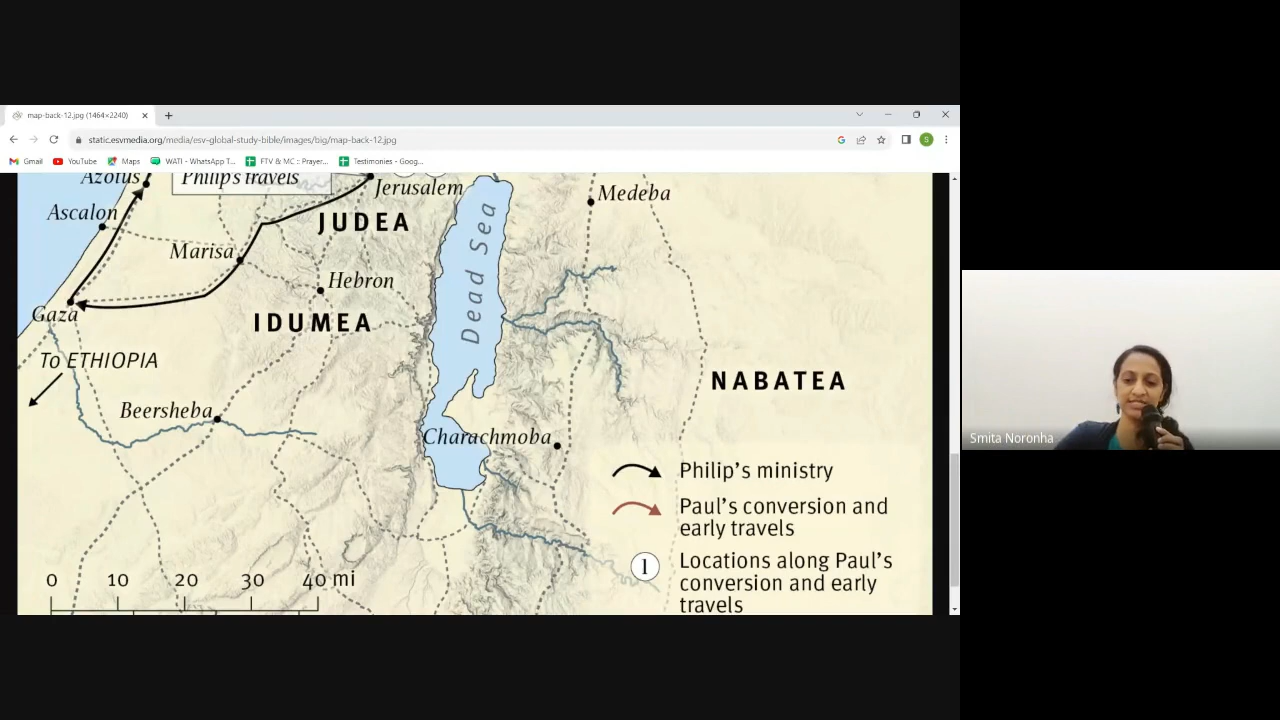 map-back-12.jpg (1464×2240)
static.esvmedia.org/media/esv-global-study-bible/images/big/map-back-12.jpg
Gmail YouTube Maps WATI - WhatsApp T... FTV & MC :: Prayer... Testimonies - Goog...
Azotus
Philip's travels
Jerusalem
Medeba
Ascalon
JUDEA
Marisa
Hebron
Dead Sea
Gaza
IDUMEA
To ETHIOPIA
NABATEA
Beersheba
Charachmoba
Philip's ministry
Paul's conversion and
early travels
1 Locations along Paul's
conversion and early
travels
0 10 20 30 40 mi
Smita Noronha